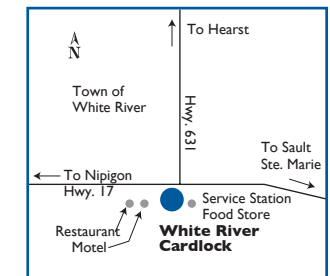 To Hearst
N
Town of
White River
Hwy. 631
To Sault
Ste. Marie
To Nipigon
Hwy. 17
Service Station
Food Store
Restaurant
Motel
White River
Cardlock